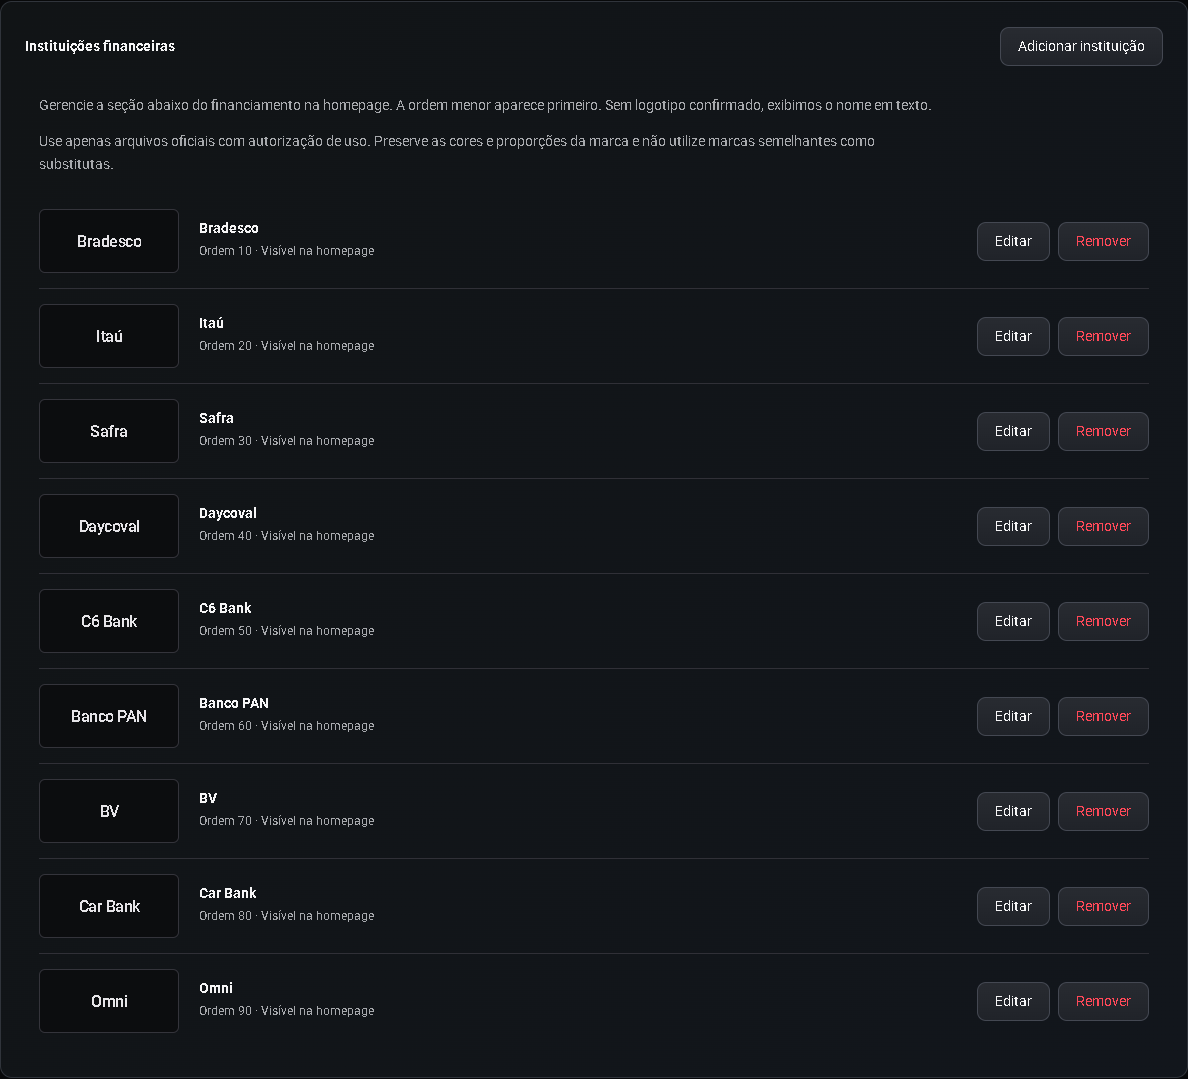 Instituições financeiras
Adicionar instituição
Gerencie a seção abaixo do financiamento na homepage. A ordem menor aparece primeiro. Sem logotipo confirmado, exibimos o nome em texto.
Use apenas arquivos oficiais com autorização de uso. Preserve as cores e proporções da marca e não utilize marcas semelhantes como
substitutas.
Bradesco
Bradesco
Ordem 10 · Visível na homepage
Editar
Remover
Itaú
Itaú
Ordem 20 · Visível na homepage
Editar
Remover
Safra
Safra
Ordem 30 · Visível na homepage
Editar
Remover
Daycoval
Daycoval
Ordem 40 · Visível na homepage
Editar
Remover
C6 Bank
C6 Bank
Ordem 50 · Visível na homepage
Editar
Remover
Banco PAN
Banco PAN
Ordem 60 · Visível na homepage
Editar
Remover
BV
BV
Ordem 70 · Visível na homepage
Editar
Remover
Car Bank
Car Bank
Ordem 80 · Visível na homepage
Editar
Remover
Omni
Omni
Ordem 90 · Visível na homepage
Editar
Remover